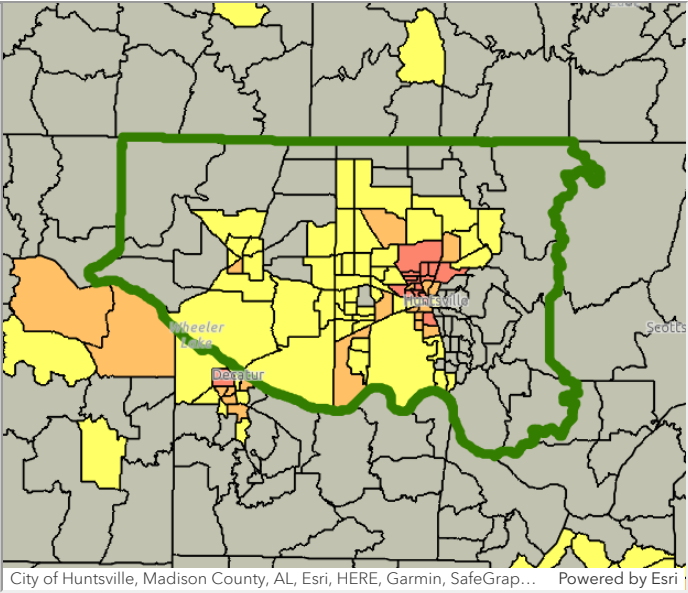 Wheeler
Lake
Huntsville
Scotts
Decatur
City of Huntsville, Madison County, AL, Esri, HERE, Garmin, SafeGrap... Powered by Esri